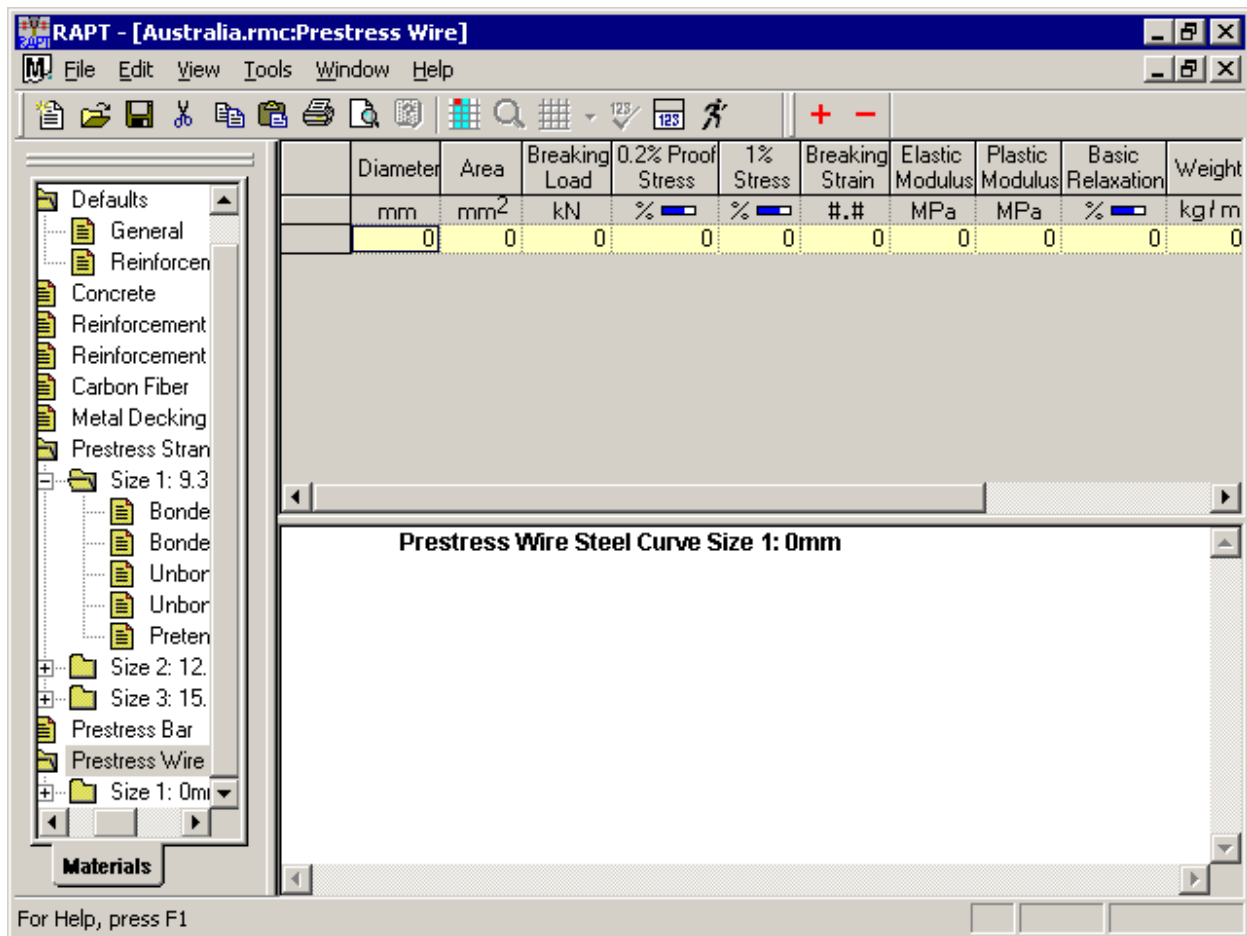 RAPT - [Australia.rmc:Prestress Wire]
File Edit View Tools Window Help
Diameter Area Breaking Load 0.2% Proof Stress 1% Stress Breaking Strain Elastic Modulus Plastic Modulus Basic Relaxation Weight
mm mm2 kN % % #.# MPa MPa % kg/m
0 0 0 0 0 0 0 0 0 0
Defaults
General
Reinforcen
Concrete
Reinforcement
Reinforcement
Carbon Fiber
Metal Decking
Prestress Stran
Size 1: 9.3
Bonde
Bonde
Unbor
Unbor
Preten
Size 2: 12.
Size 3: 15.
Prestress Bar
Prestress Wire
Size 1: 0m
Materials
Prestress Wire Steel Curve Size 1: 0mm
For Help, press F1